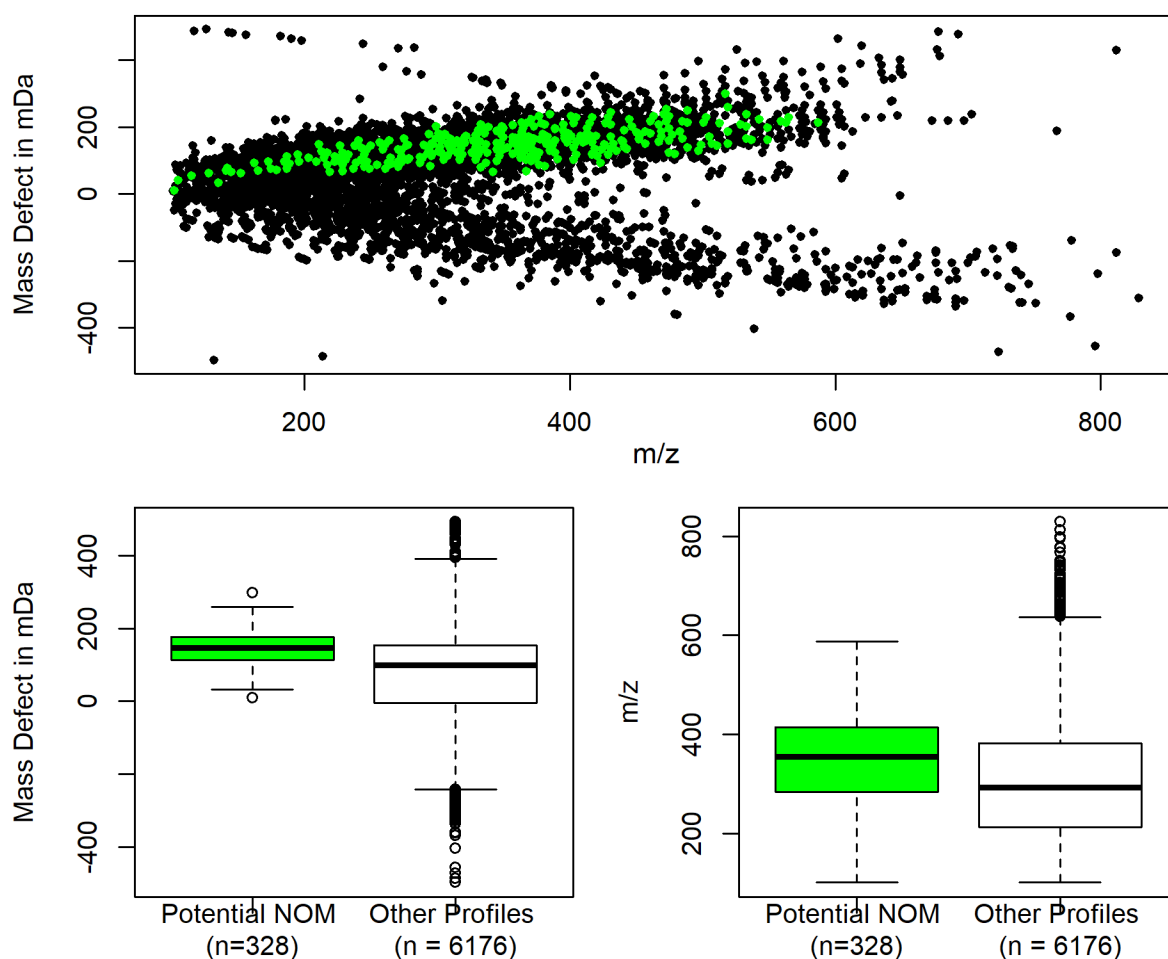 Mass Defect in mDa
200
0
-400
200
400
600
800
m/z
Mass Defect in mDa
400
200
0
-400
Potential NOM
(n=328)
Other Profiles
(n = 6176)
m/z
800
600
400
200
Potential NOM
(n=328)
Other Profiles
(n = 6176)